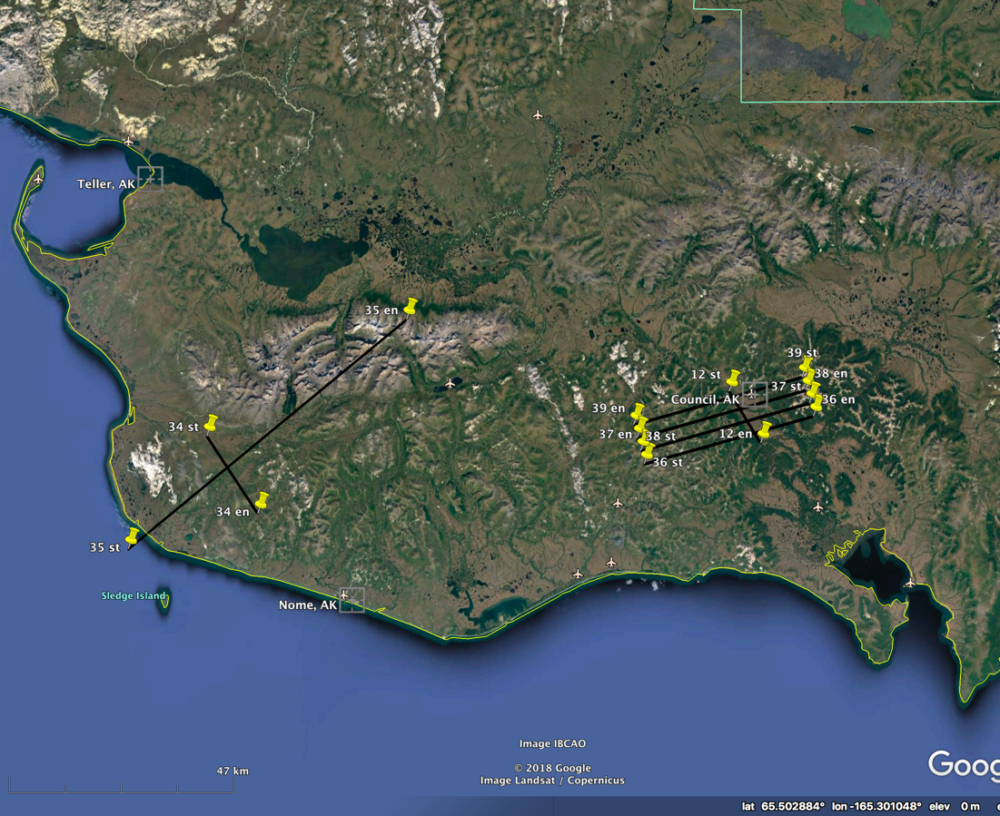 Teller, AK
35 en
39 st
12 st
38 en
37 st
Council, AK
36 en
39 en
34 st
37 en
38 st
12 en
36 st
34 en
35 st
Sledge Island
Nome, AK
Image IBCAO
© 2018 Google
Image Landsat / Copernicus
Goog
47 km
lat 65.502884° lon -165.301048° elev 0 m e